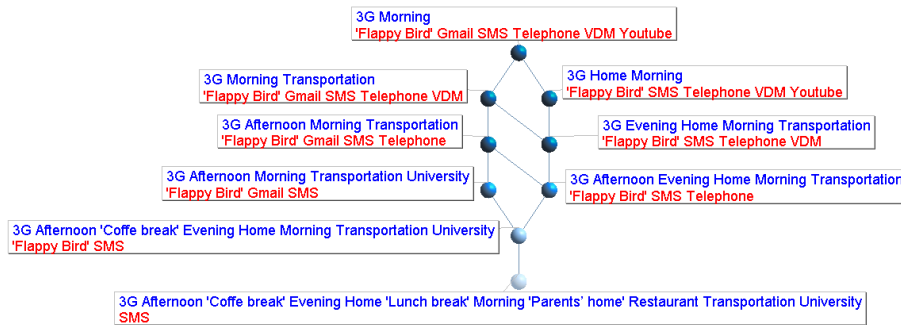 3G Morning
'Flappy Bird' Gmail SMS Telephone VDM Youtube
3G Morning Transportation
'Flappy Bird' Gmail SMS Telephone VDM
3G Home Morning
'Flappy Bird' SMS Telephone VDM Youtube
3G Afternoon Morning Transportation
'Flappy Bird' Gmail SMS Telephone
3G Evening Home Morning Transportation
'Flappy Bird' SMS Telephone VDM
3G Afternoon Morning Transportation University
'Flappy Bird' Gmail SMS
3G Afternoon Evening Home Morning Transportation
'Flappy Bird' SMS Telephone
3G Afternoon 'Coffe break' Evening Home Morning Transportation University
'Flappy Bird' SMS
3G Afternoon 'Coffe break' Evening Home 'Lunch break' Morning 'Parents’ home' Restaurant Transportation University
SMS